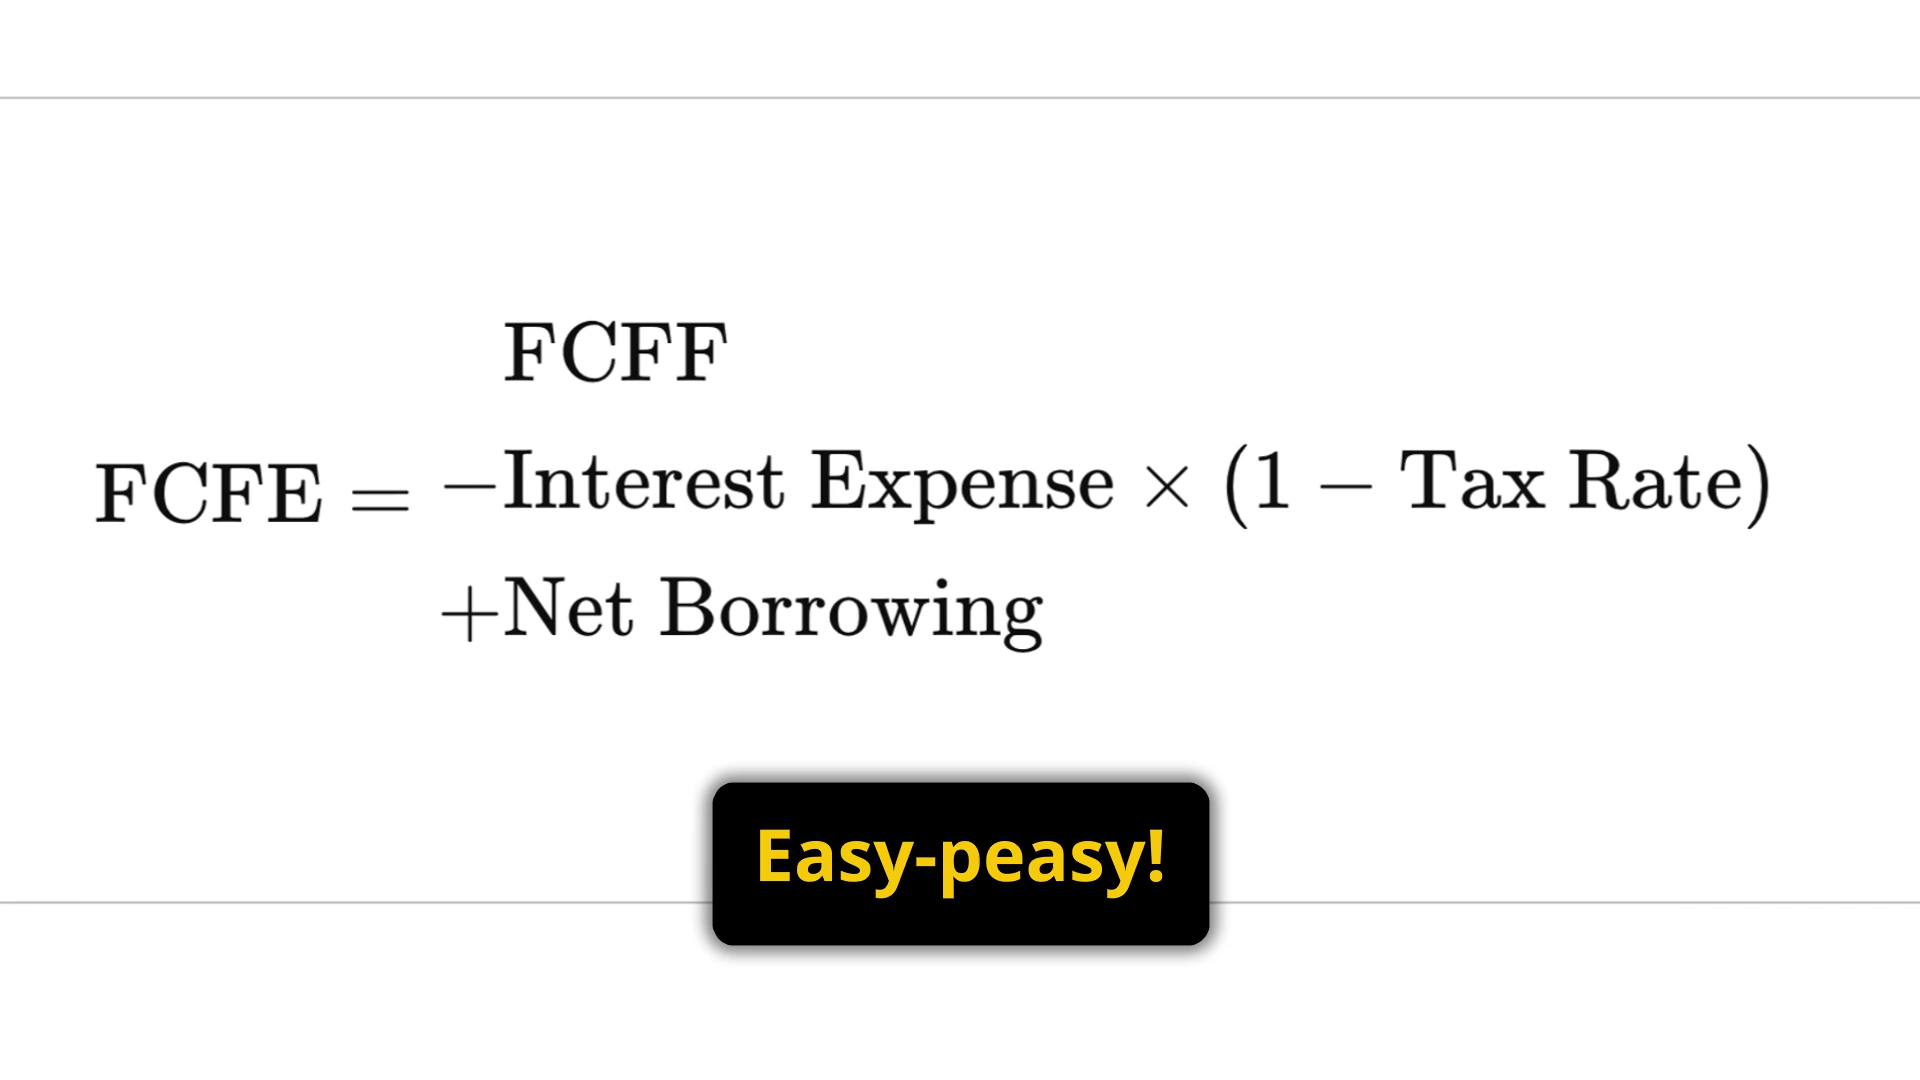 FCFF
FCFE = −Interest Expense × (1 − Tax Rate)
+Net Borrowing
Easy-peasy!